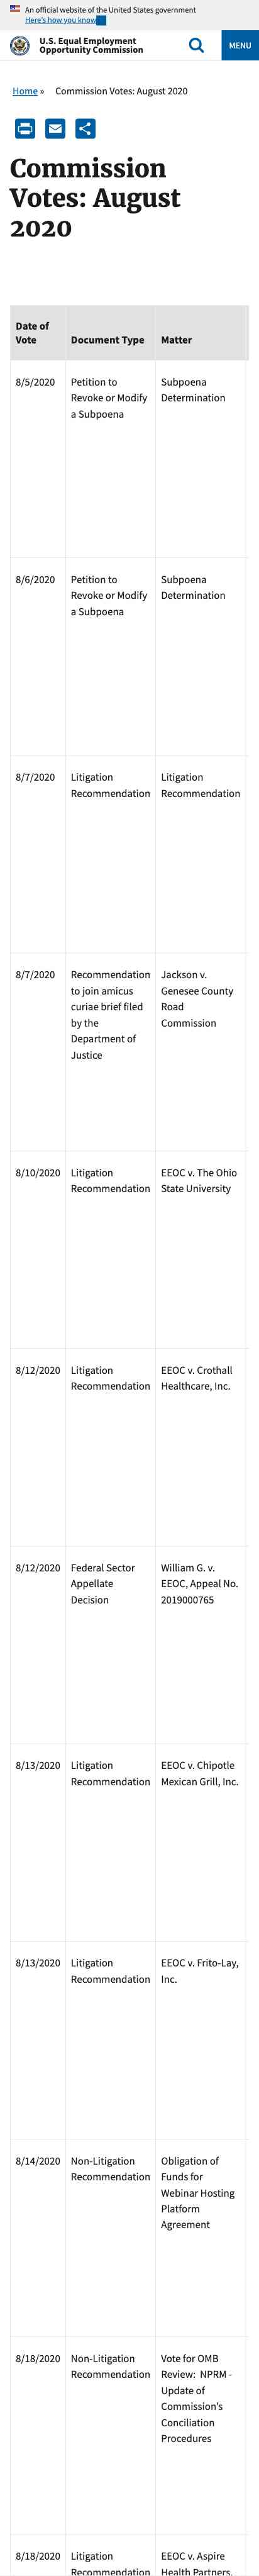 An official website of the United States government
Here's how you know
U.S. Equal Employment
Opportunity Commission
MENU
Home » Commission Votes: August 2020
Commission
Votes: August
2020
Date of
Vote
Document Type
Matter
8/5/2020
Petition to
Revoke or Modify
a Subpoena
Subpoena
Determination
8/6/2020
Petition to
Revoke or Modify
a Subpoena
Subpoena
Determination
8/7/2020
Litigation
Recommendation
Litigation
Recommendation
8/7/2020
Recommendation
to join amicus
curiae brief filed
by the
Department of
Justice
Jackson v.
Genesee County
Road
Commission
8/10/2020
Litigation
Recommendation
EEOC v. The Ohio
State University
8/12/2020
Litigation
Recommendation
EEOC v. Crothall
Healthcare, Inc.
8/12/2020
Federal Sector
Appellate
Decision
William G. v.
EEOC, Appeal No.
2019000765
8/13/2020
Litigation
Recommendation
EEOC v. Chipotle
Mexican Grill, Inc.
8/13/2020
Litigation
Recommendation
EEOC v. Frito-Lay,
Inc.
8/14/2020
Non-Litigation
Recommendation
Obligation of
Funds for
Webinar Hosting
Platform
Agreement
8/18/2020
Non-Litigation
Recommendation
Vote for OMB
Review: NPRM -
Update of
Commission's
Conciliation
Procedures
8/18/2020
Litigation
Recommendation
EEOC v. Aspire
Health Partners,